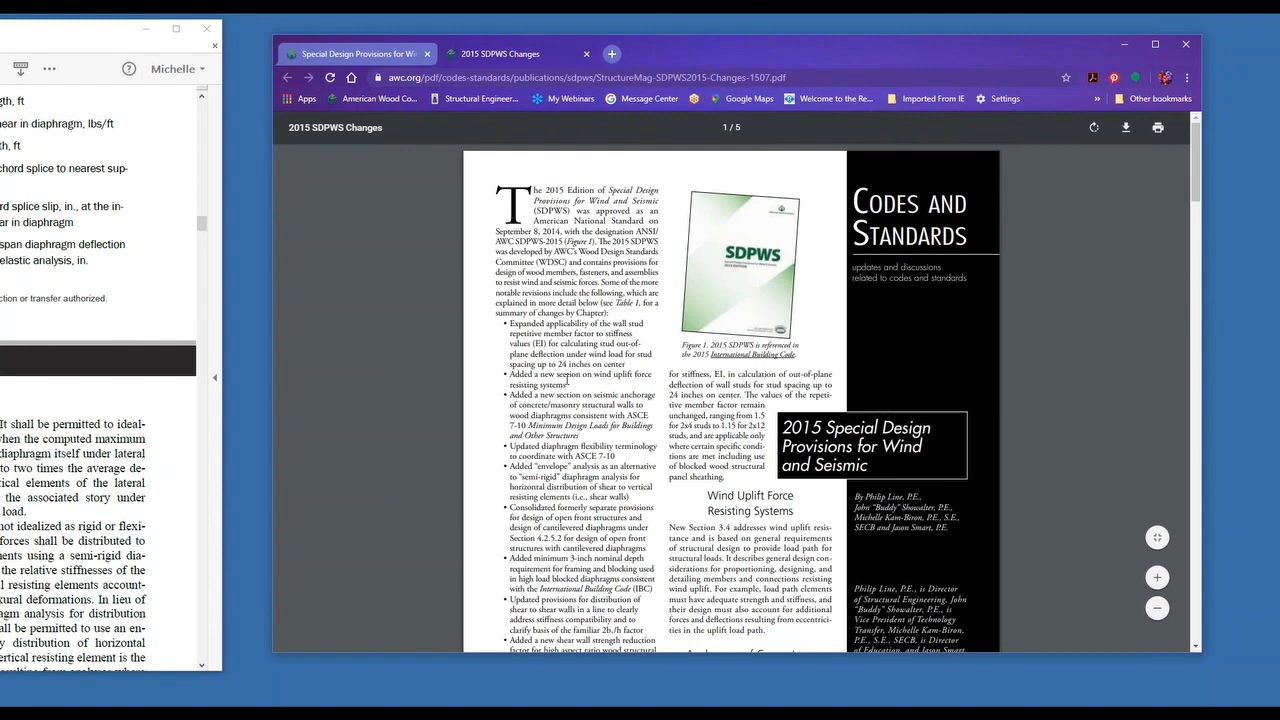 Michelle
gth, ft
near in diaphragm, lbs/ft
th, ft
chord splice to nearest sup-
rd splice slip, in., at the in-
ar in diaphragm
span diaphragm deflection
elastic analysis, in.
ction or transfer authorized.
It shall be permitted to ideal-
when the computed maximum
diaphragm itself under lateral
to two times the average de-
tical elements of the lateral
the associated story under
load.
not idealized as rigid or flexi-
forces shall be distributed to
ents using a semi-rigid dia-
the relative stiffnesses of the
l resisting elements account-
xural deformations. In lieu of
agm analysis for distribution
all be permitted to use an en-
y distribution of horizontal
ertical resisting element is the
Special Design Provisions for Wi
2015 SDPWS Changes
awc.org/pdf/codes-standards/publications/sdpws/StructureMag-SDPWS2015-Changes-1507.pdf
Apps
American Wood Co...
Structural Engineer...
My Webinars
Message Center
Google Maps
Welcome to the Re...
Imported From IE
Settings
»
Other bookmarks
2015 SDPWS Changes
1 / 5
The 2015 Edition of Special Design
Provisions for Wind and Seismic
(SDPWS) was approved as an
American National Standard on
September 8, 2014, with the designation ANSI/
AWC SDPWS-2015 (Figure 1). The 2015 SDPWS
was developed by AWC's Wood Design Standards
Committee (WDSC) and contains provisions for
design of wood members, fasteners, and assemblies
to resist wind and seismic forces. Some of the more
notable revisions include the following, which are
explained in more detail below (see Table 1, for a
summary of changes by Chapter):
• Expanded applicability of the wall stud
repetitive member factor to stiffness
values (EI) for calculating stud out-of-
plane deflection under wind load for stud
spacing up to 24 inches on center
• Added a new section on wind uplift force
resisting systems
• Added a new section on seismic anchorage
of concrete/masonry structural walls to
wood diaphragms consistent with ASCE
7-10 Minimum Design Loads for Buildings
and Other Structures
• Updated diaphragm flexibility terminology
to coordinate with ASCE 7-10
• Added "envelope" analysis as an alternative
to "semi-rigid" diaphragm analysis for
horizontal distribution of shear to vertical
resisting elements (i.e., shear walls)
• Consolidated formerly separate provisions
for design of open front structures and
design of cantilevered diaphragms under
Section 4.2.5.2 for design of open front
structures with cantilevered diaphragms
• Added minimum 3-inch nominal depth
requirement for framing and blocking used
in high load blocked diaphragms consistent
with the International Building Code (IBC)
• Updated provisions for distribution of
shear to shear walls in a line to clearly
address stiffness compatibility and to
clarify basis of the familiar 2bs/h factor
• Added a new shear wall strength reduction
factor for high aspect ratio wood structural
SDPWS
Figure 1. 2015 SDPWS is referenced in
the 2015 International Building Code.
for stiffness, EI, in calculation of out-of-plane
deflection of wall studs for stud spacing up to
24 inches on center. The values of the repeti-
tive member factor remain
unchanged, ranging from 1.5
for 2x4 studs to 1.15 for 2x12
studs, and are applicable only
where certain specific condi-
tions are met including use
of blocked wood structural
panel sheathing.
Wind Uplift Force
Resisting Systems
New Section 3.4 addresses wind uplift resis-
tance and is based on general requirements
of structural design to provide load path for
structural loads. It describes general design con-
siderations for proportioning, designing, and
detailing members and connections resisting
wind uplift. For example, load path elements
must have adequate strength and stiffness, and
their design must also account for additional
forces and deflections resulting from eccentrici-
ties in the uplift load path.
CODES AND
STANDARDS
updates and discussions
related to codes and standards
2015 Special Design
Provisions for Wind
and Seismic
By Philip Line, P.E.,
John "Buddy" Showalter, P.E.,
Michelle Kam-Biron, P.E., S.E.,
SECB and Jason Smart, P.E.
Philip Line, P.E., is Director
of Structural Engineering, John
"Buddy" Showalter, P.E., is
Vice President of Technology
Transfer, Michelle Kam-Biron,
P.E., S.E., SECB, is Director
of Education, and Jason Smart,